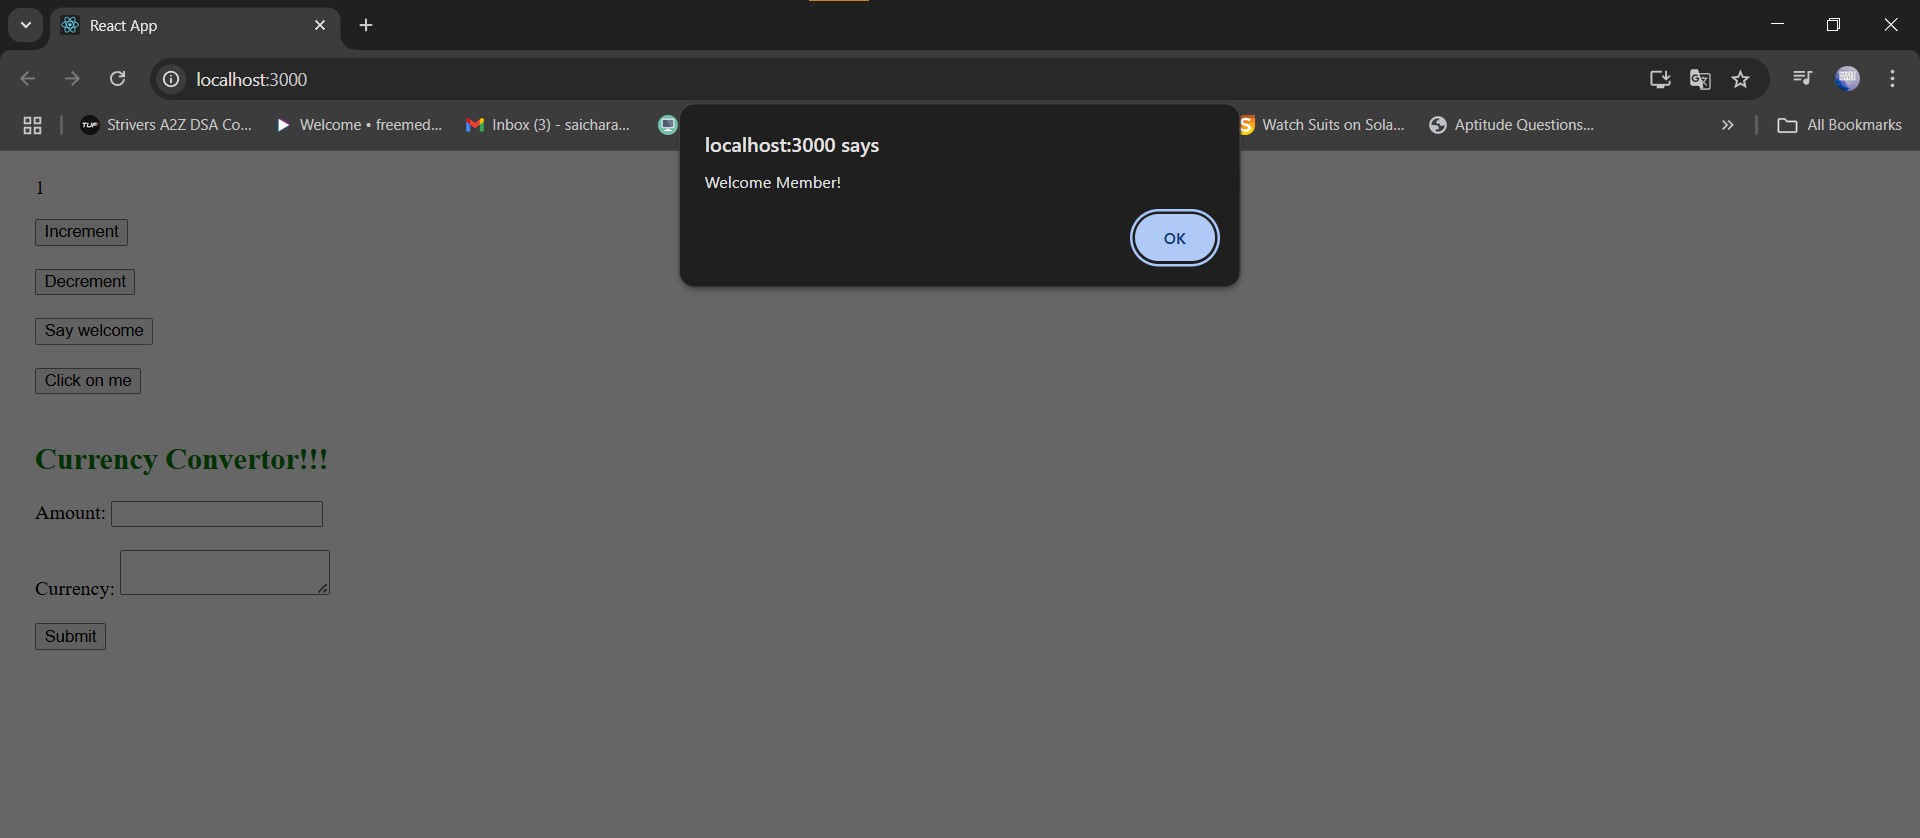 React App
localhost:3000
TUF Strivers A2Z DSA Co... Welcome • freemed... Inbox (3) - saichara... Watch Suits on Sola... Aptitude Questions... » All Bookmarks
localhost:3000 says
Welcome Member!
OK
1
Increment
Decrement
Say welcome
Click on me
Currency Convertor!!!
Amount:
Currency:
Submit